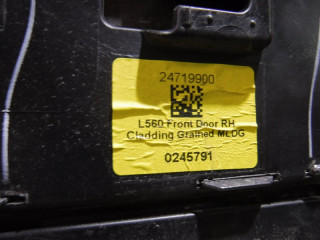 24719900
L560 Front Door RH
Cladding Grained MLDG
0245791